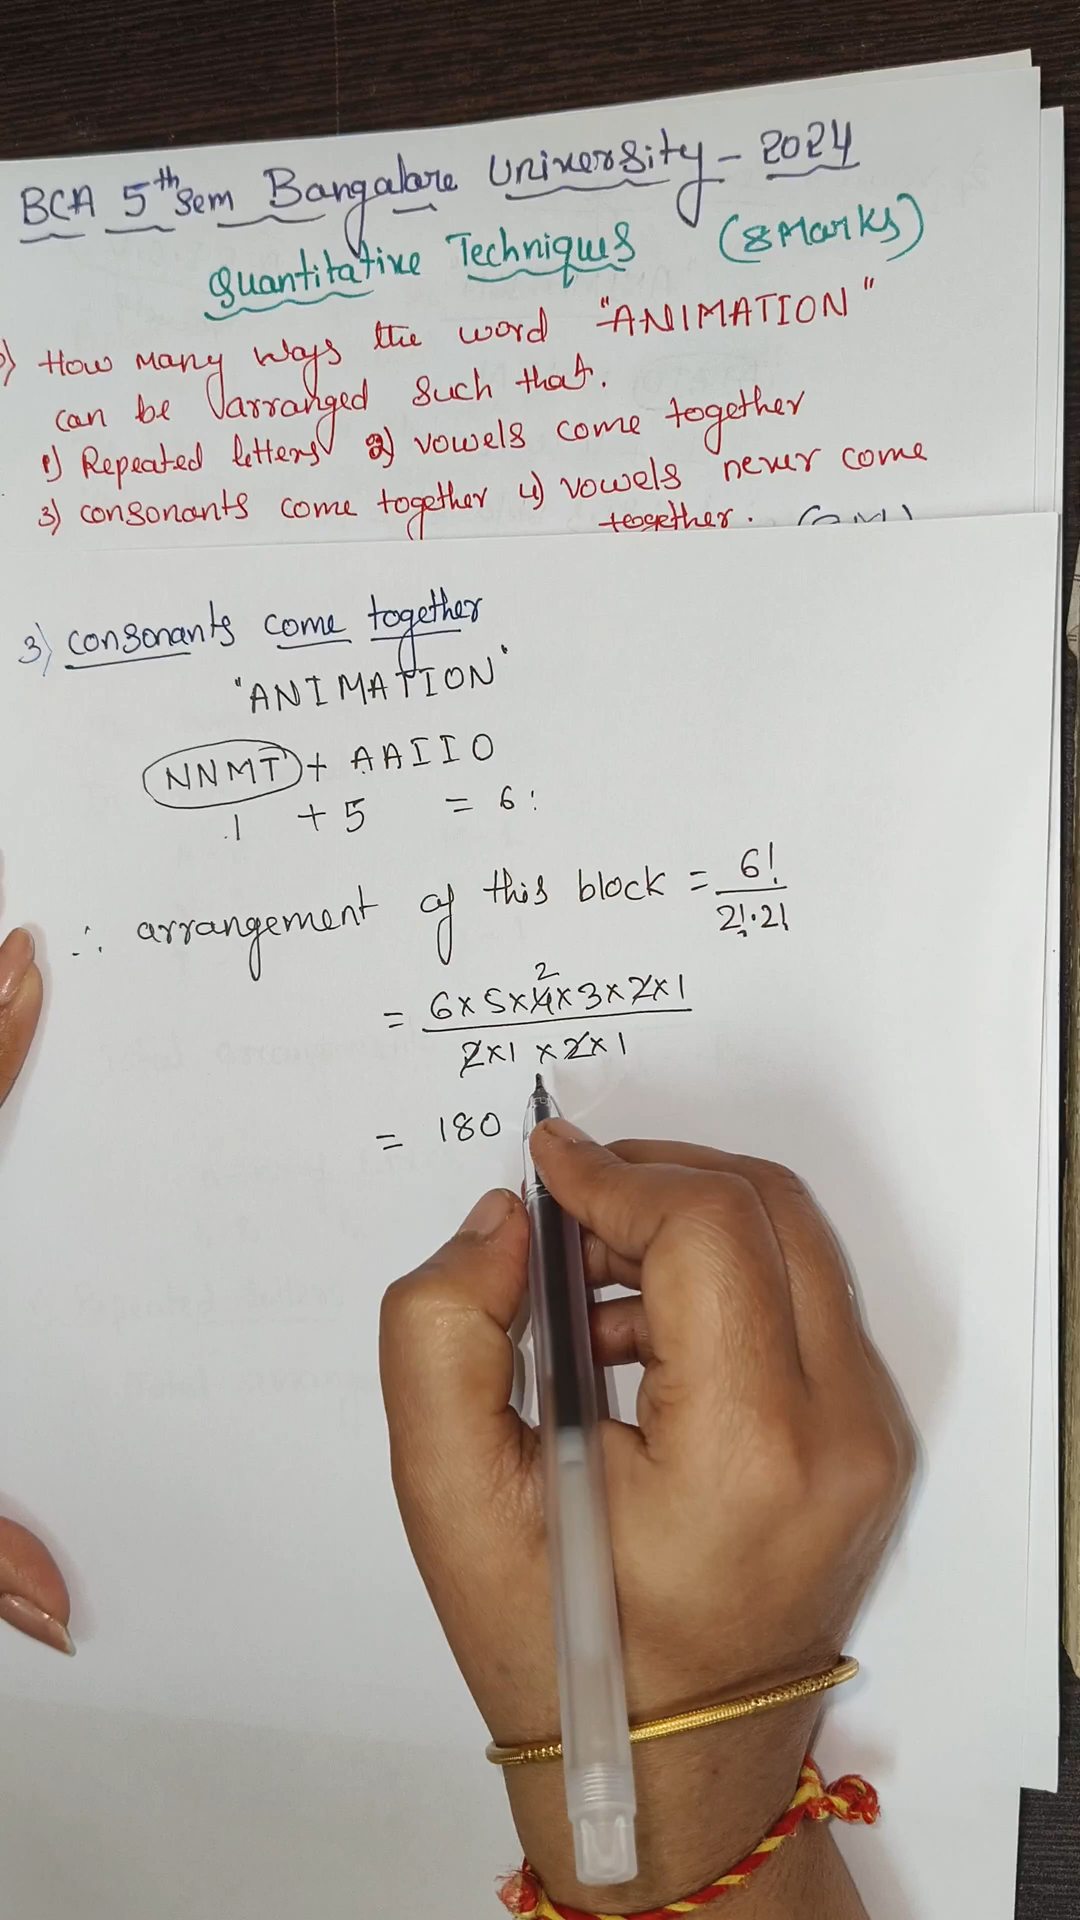 BCA 5th Sem Bangalore University - 2024
Quantitative Techniques (8 Marks)
) How many ways the word "ANIMATION"
can be arranged such that.
1) Repeated letters 2) vowels come together
3) consonants come together 4) vowels never come
together.
3) consonants come together
"ANIMATION"
NNMT + AAIIO
1 + 5 = 6
∴ arrangement of this block = 6!
2!·2!
2
= 6×5×4×3×2×1
2×1 ×2×1
= 180